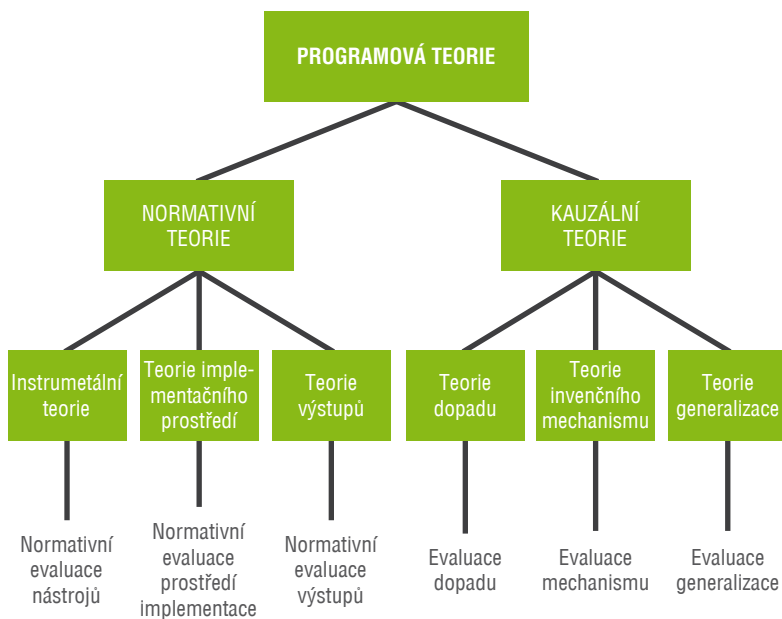 PROGRAMOVÁ TEORIE
NORMATIVNÍ
TEORIE
KAUZÁLNÍ
TEORIE
Instrumetální
teorie
Teorie imple-
mentačního
prostředí
Teorie
výstupů
Teorie
dopadu
Teorie
invenčního
mechanismu
Teorie
generalizace
Normativní
evaluace
nástrojů
Normativní
evaluace
prostředí
implementace
Normativní
evaluace
výstupů
Evaluace
dopadu
Evaluace
mechanismu
Evaluace
generalizace